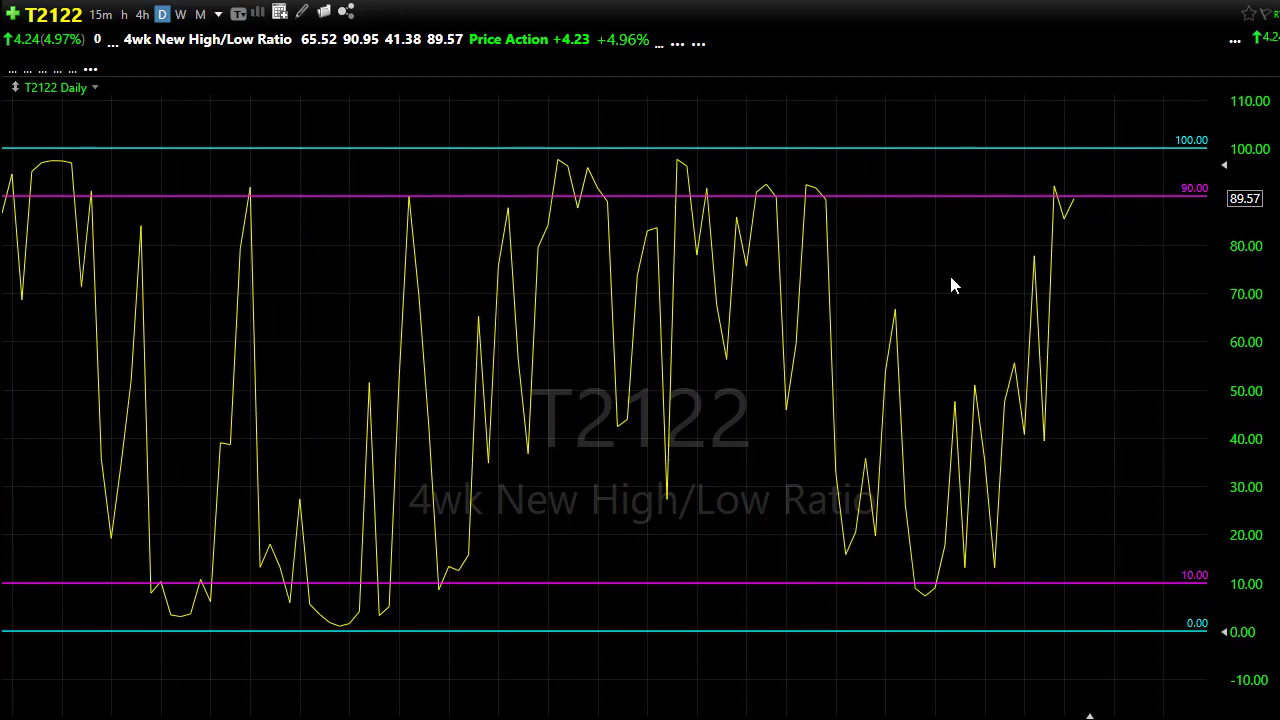 T2122 15m h 4h D W M
4.24(4.97%) 0 ... 4wk New High/Low Ratio 65.52 90.95 41.38 89.57 Price Action +4.23 +4.96% ... ... ... ... 4.24
... ... ... ... ... ...
T2122 Daily
110.00
100.00 100.00
90.00
89.57
80.00
70.00
60.00
50.00
T2122
40.00
30.00
4wk New High/Low Ratio
20.00
10.00 10.00
0.00 0.00
-10.00